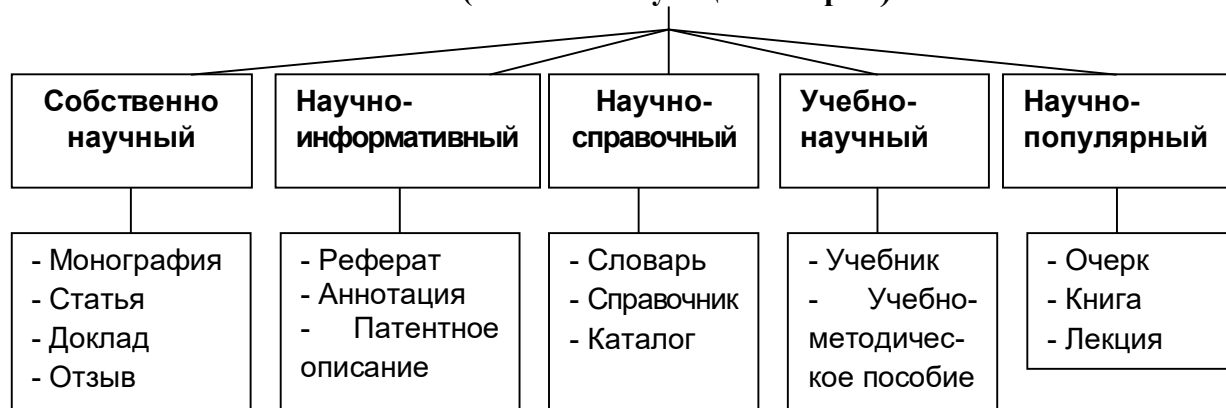 Собственно
научный
Научно-
информативный
Научно-
справочный
Учебно-
научный
Научно-
популярный
- Монография
- Статья
- Доклад
- Отзыв
- Реферат
- Аннотация
- Патентное
описание
- Словарь
- Справочник
- Каталог
- Учебник
- Учебно-
методичес-
кое пособие
- Очерк
- Книга
- Лекция